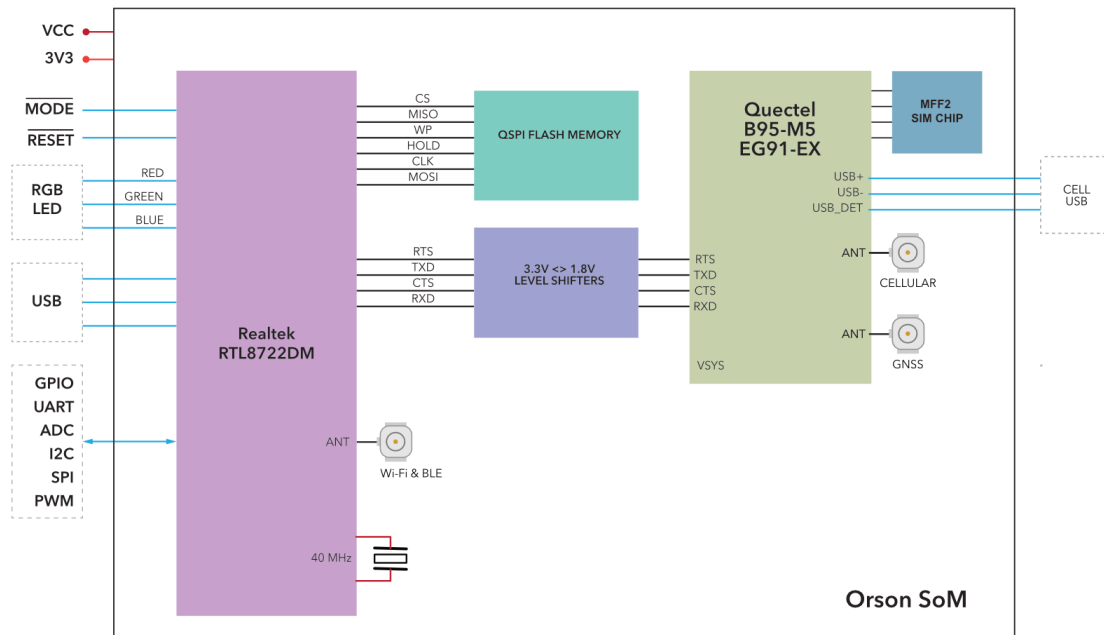 VCC
3V3
MODE
RESET
RGB
LED
RED
GREEN
BLUE
USB
GPIO
UART
ADC
I2C
SPI
PWM
Realtek
RTL8722DM
ANT
Wi-Fi & BLE
40 MHz
CS
MISO
WP
HOLD
CLK
MOSI
QSPI FLASH MEMORY
RTS
TXD
CTS
RXD
3.3V <> 1.8V
LEVEL SHIFTERS
Quectel
B95-M5
EG91-EX
RTS
TXD
CTS
RXD
VSYS
USB+
USB-
USB_DET
ANT
CELLULAR
ANT
GNSS
MFF2
SIM CHIP
CELL
USB
Orson SoM